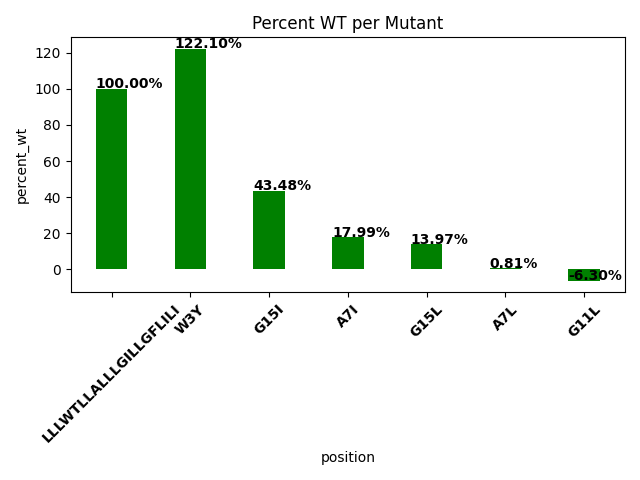 Percent WT per Mutant
percent_wt
120
100
80
60
40
20
0
100.00%
122.10%
43.48%
17.99%
13.97%
0.81%
-6.30%
LLLWTLLALLLGILLGFLILI
W3Y
G15I
A7I
G15L
A7L
G11L
position